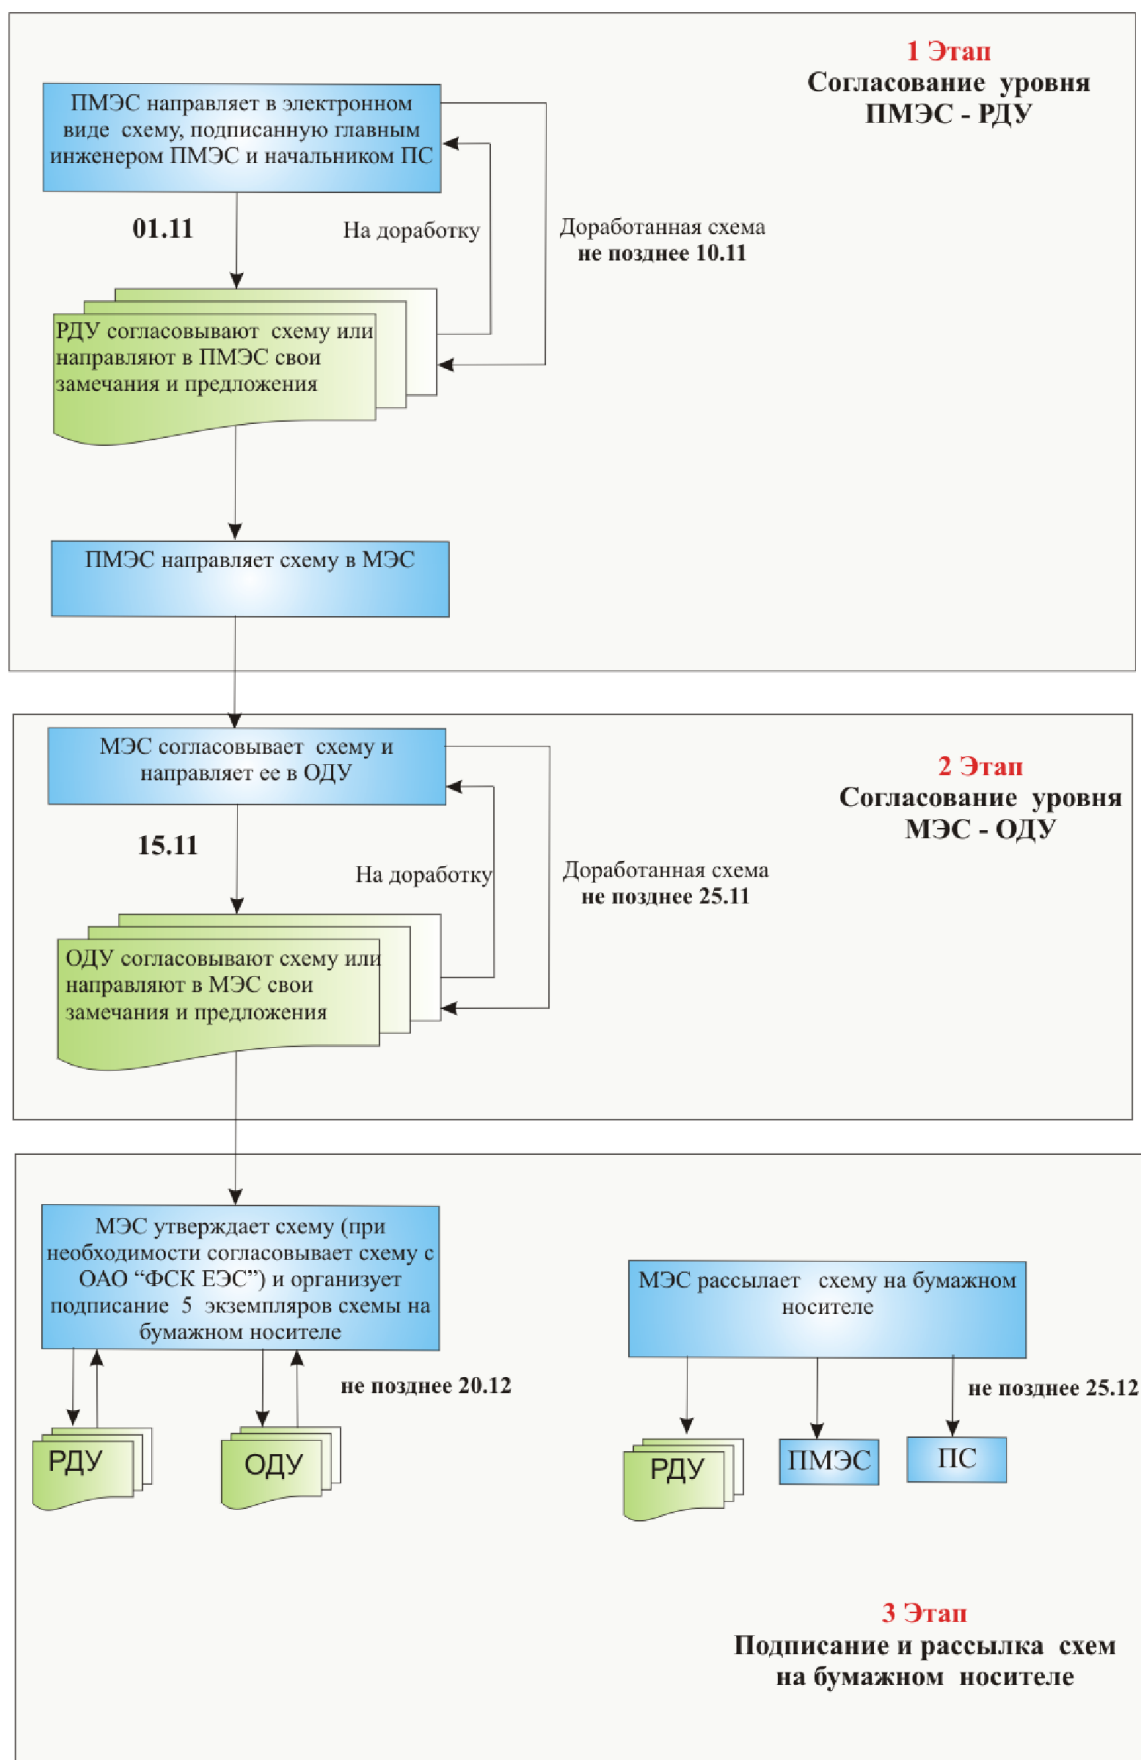 1 Этап
Согласование уровня
ПМЭС - РДУ
ПМЭС направляет в электронном
виде схему, подписанную главным
инженером ПМЭС и начальником ПС
01.11
На доработку
Доработанная схема
не позднее 10.11
РДУ согласовывают схему или
направляют в ПМЭС свои
замечания и предложения
ПМЭС направляет схему в МЭС
2 Этап
Согласование уровня
МЭС - ОДУ
МЭС согласовывает схему и
направляет ее в ОДУ
15.11
На доработку
Доработанная схема
не позднее 25.11
ОДУ согласовывают схему или
направляют в МЭС свои
замечания и предложения
МЭС утверждает схему (при
необходимости согласовывает схему с
ОАО “ФСК ЕЭС”) и организует
подписание 5 экземпляров схемы на
бумажном носителе
не позднее 20.12
РДУ
ОДУ
МЭС рассылает схему на бумажном
носителе
не позднее 25.12
РДУ
ПМЭС
ПС
3 Этап
Подписание и рассылка схем
на бумажном носителе